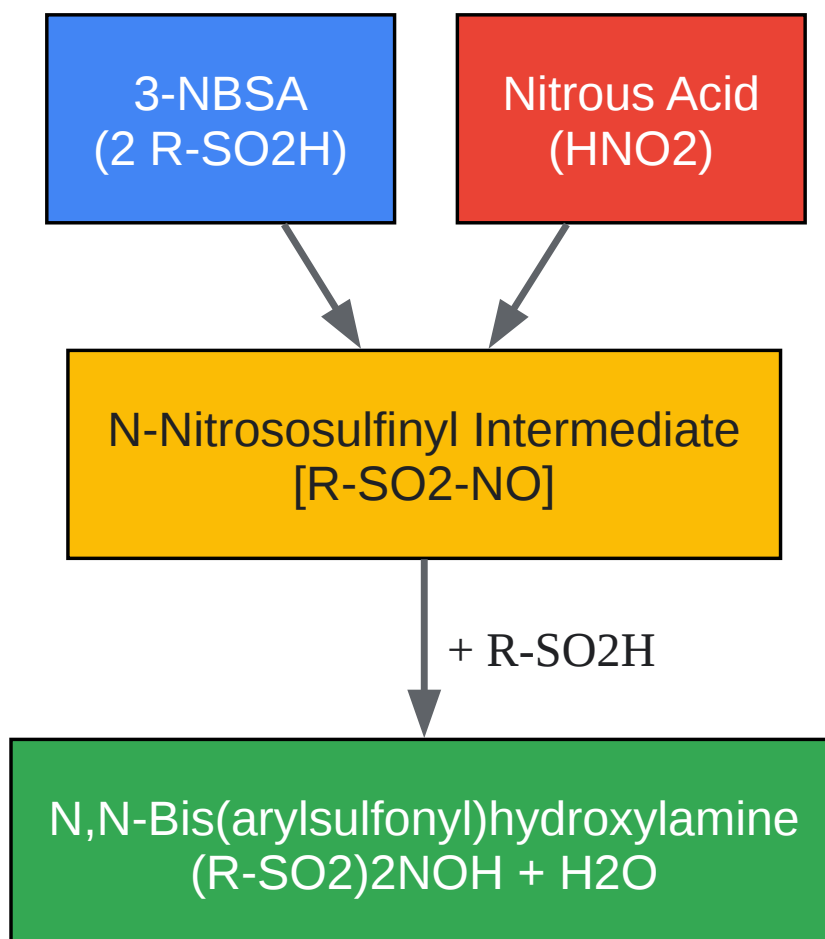 3-NBSA
(2 R-SO2H)
Nitrous Acid
(HNO2)
N-Nitrososulfinyl Intermediate
[R-SO2-NO]
+ R-SO2H
N,N-Bis(arylsulfonyl)hydroxylamine
(R-SO2)2NOH + H2O